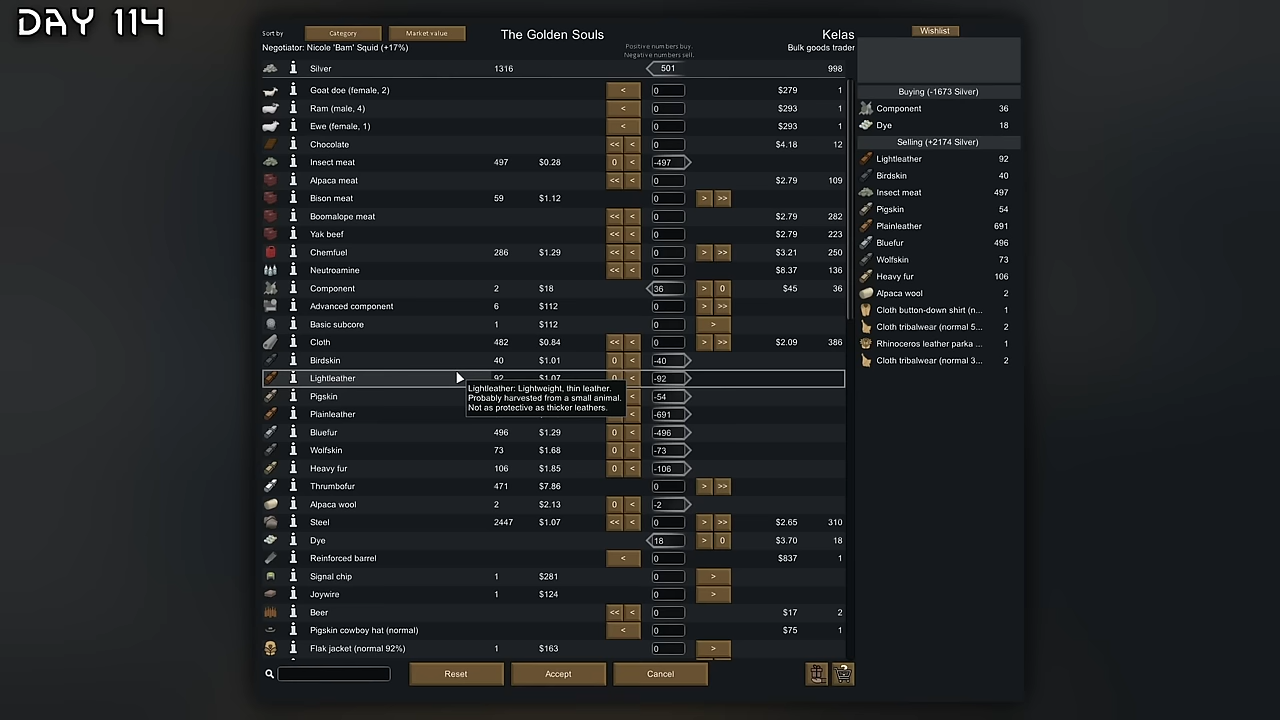 DAY 114
Sort by Category Market value The Golden Souls Kelas Wishlist
Negotiator: Nicole 'Bam' Squid (+17%) Positive numbers buy. Bulk goods trader
Negative numbers sell.
Silver 1316 501 998
Goat doe (female, 2) < 0 $279 1
Ram (male, 4) < 0 $293 1
Ewe (female, 1) < 0 $293 1
Chocolate << < 0 $4.18 12
Insect meat 497 $0.28 0 < -497
Alpaca meat << < 0 $2.79 109
Bison meat 59 $1.12 0 > >>
Boomalope meat << < 0 $2.79 282
Yak beef << < 0 $2.79 223
Chemfuel 286 $1.29 << < 0 > >> $3.21 250
Neutroamine << < 0 $8.37 136
Component 2 $18 36 > 0 $45 36
Advanced component 6 $112 0 > >>
Basic subcore 1 $112 0 >
Cloth 482 $0.84 << < 0 > >> $2.09 386
Birdskin 40 $1.01 0 < -40
Lightleather 92 $1.07 0 < -92
Lightleather: Lightweight, thin leather.
Probably harvested from a small animal.
Not as protective as thicker leathers.
Pigskin < -54
Plainleather < -691
Bluefur 496 $1.29 0 < -496
Wolfskin 73 $1.68 0 < -73
Heavy fur 106 $1.85 0 < -106
Thrumbofur 471 $7.86 0 > >>
Alpaca wool 2 $2.13 0 < -2
Steel 2447 $1.07 << < 0 > >> $2.65 310
Dye 18 > 0 $3.70 18
Reinforced barrel < 0 $837 1
Signal chip 1 $281 0 >
Joywire 1 $124 0 >
Beer << < 0 $17 2
Pigskin cowboy hat (normal) < 0 $75 1
Flak jacket (normal 92%) 1 $163 0 >
Reset Accept Cancel
Buying (-1673 Silver)
Component 36
Dye 18
Selling (+2174 Silver)
Lightleather 92
Birdskin 40
Insect meat 497
Pigskin 54
Plainleather 691
Bluefur 496
Wolfskin 73
Heavy fur 106
Alpaca wool 2
Cloth button-down shirt (n... 1
Cloth tribalwear (normal 5... 2
Rhinoceros leather parka ... 1
Cloth tribalwear (normal 3... 2